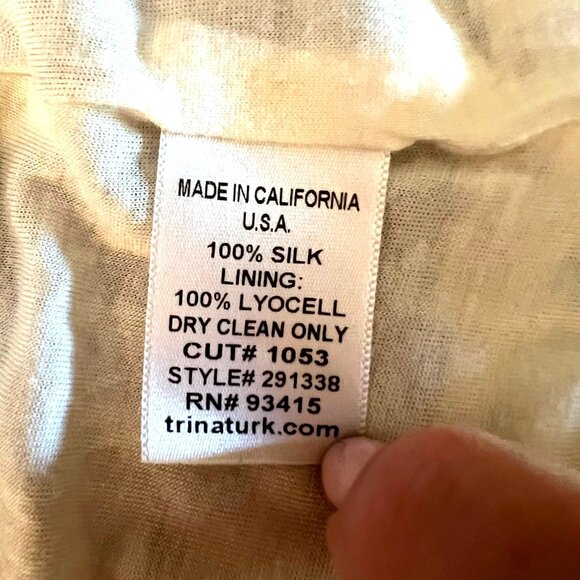 MADE IN CALIFORNIA
U.S.A.
100% SILK
LINING:
100% LYOCELL
DRY CLEAN ONLY
CUT# 1053
STYLE# 291338
RN# 93415
trinaturk.com